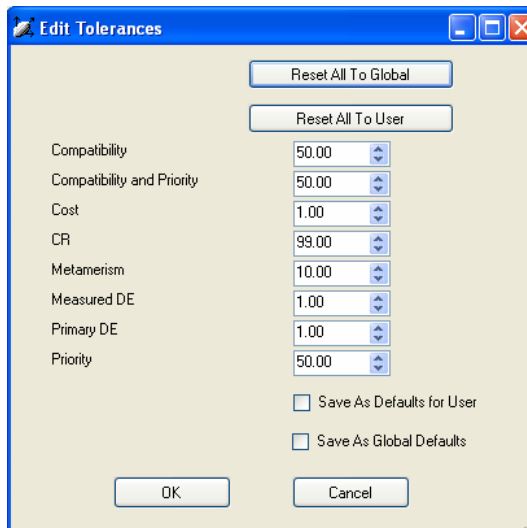 Edit Tolerances
Reset All To Global
Reset All To User
Compatibility 50.00
Compatibility and Priority 50.00
Cost 1.00
CR 99.00
Metamerism 10.00
Measured DE 1.00
Primary DE 1.00
Priority 50.00
Save As Defaults for User
Save As Global Defaults
OK Cancel